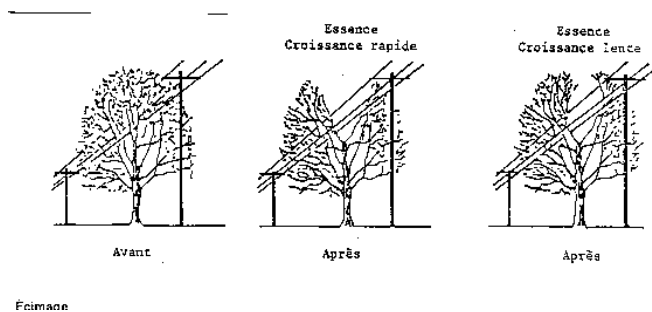 Essence
Croissance rapide
Essence
Croissance lente
Avant
Après
Après
Écimage